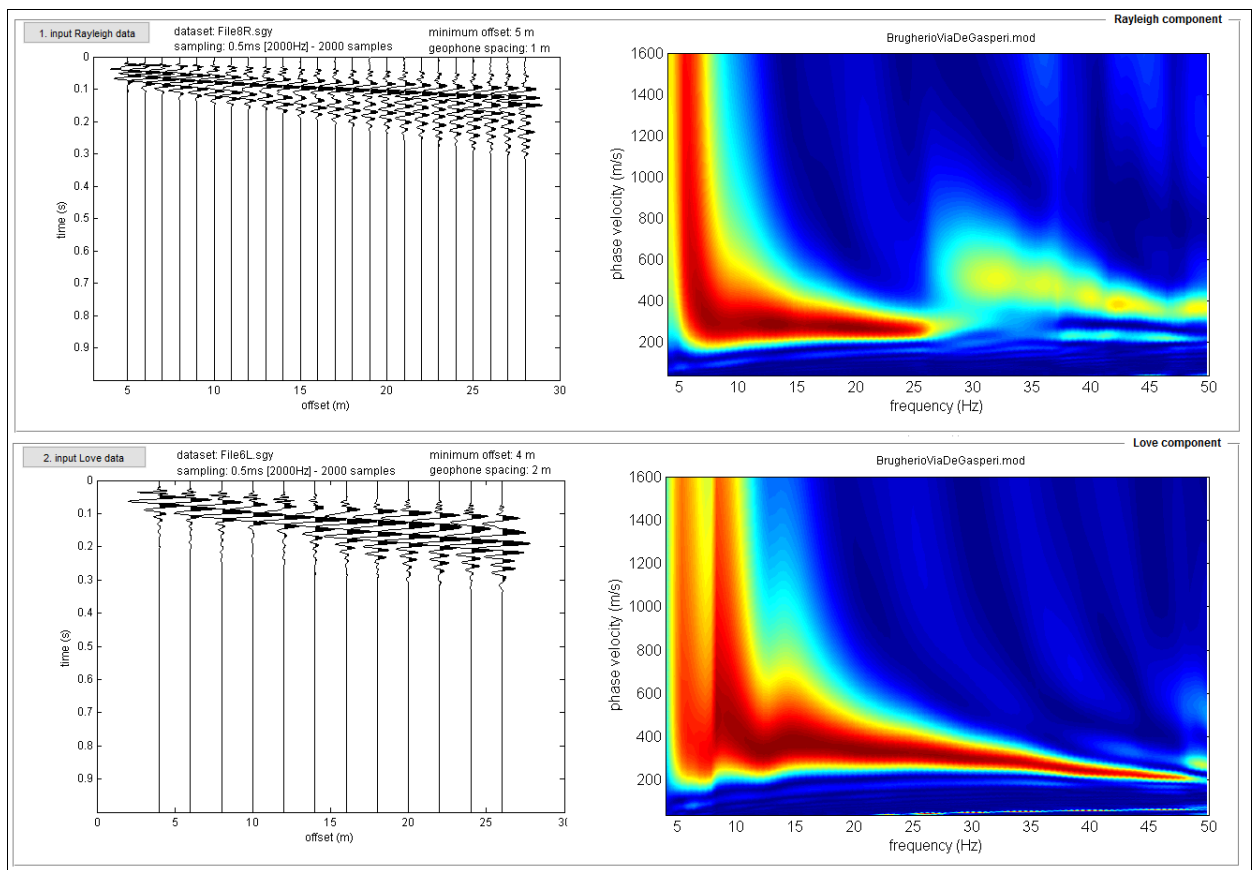 Rayleigh component
1. input Rayleigh data
dataset: File8R.sgy
sampling: 0.5ms [2000Hz] - 2000 samples
minimum offset: 5 m
geophone spacing: 1 m
0
0.1
0.2
0.3
0.4
0.5
0.6
0.7
0.8
0.9
time (s)
5 10 15 20 25 30
offset (m)
BrugherioViaDeGasperi.mod
1600
1400
1200
1000
800
600
400
200
phase velocity (m/s)
5 10 15 20 25 30 35 40 45 50
frequency (Hz)
Love component
2. input Love data
dataset: File6L.sgy
sampling: 0.5ms [2000Hz] - 2000 samples
minimum offset: 4 m
geophone spacing: 2 m
0
0.1
0.2
0.3
0.4
0.5
0.6
0.7
0.8
0.9
time (s)
0 5 10 15 20 25
offset (m)
BrugherioViaDeGasperi.mod
1600
1400
1200
1000
800
600
400
200
phase velocity (m/s)
5 10 15 20 25 30 35 40 45 50
frequency (Hz)